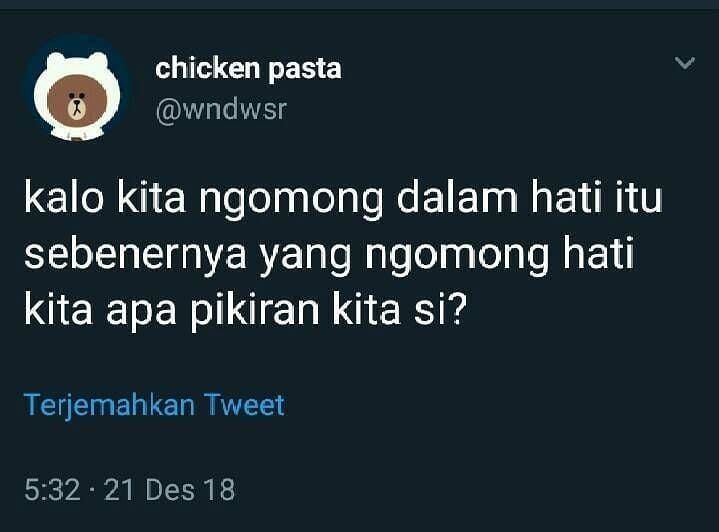 chicken pasta
@wndwsr
kalo kita ngomong dalam hati itu
sebenernya yang ngomong hati
kita apa pikiran kita si?
Terjemahkan Tweet
5:32 · 21 Des 18